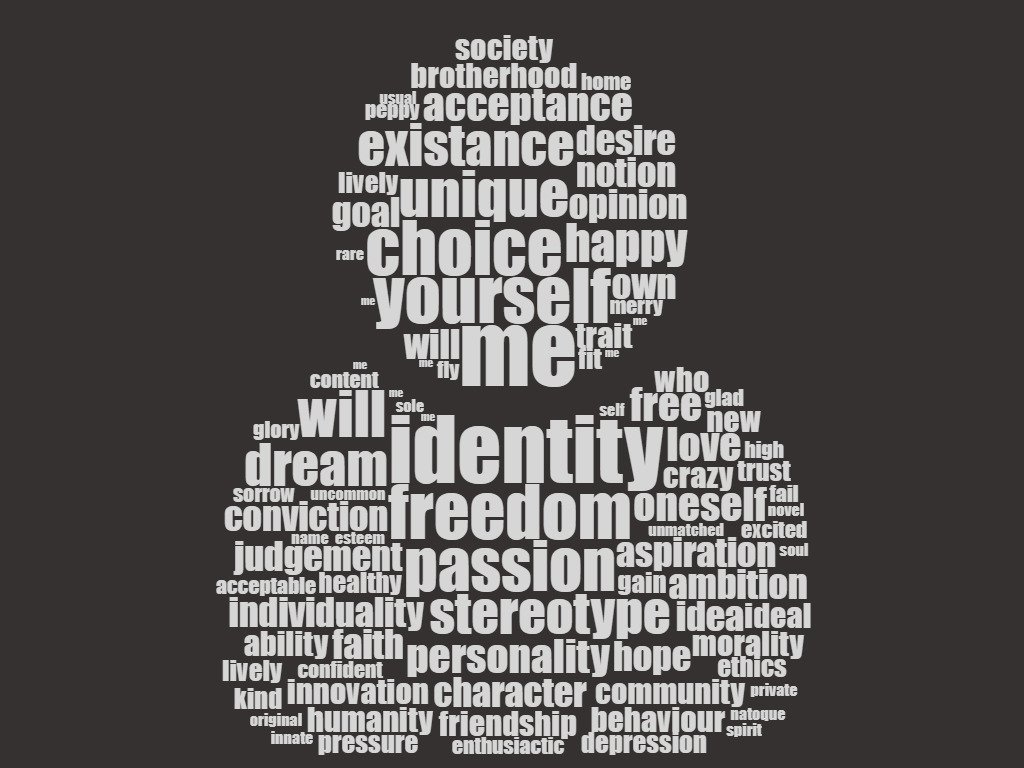 society
brotherhood home
usual
peppy acceptance
existance desire
notion
lively unique opinion
goal
rare choice happy
me yourself own
merry
me
will me trait
me fly fit me
me
content who
me
will sole self free glad
me new
glory identity love high
dream crazy trust
sorrow uncommon freedom oneself fail
conviction novel
name esteem unmatched excited
judgement passion aspiration soul
acceptable healthy gain ambition
individuality stereotype idea ideal
ability faith personality hope morality
lively confident ethics
kind innovation character community private
original humanity friendship behaviour natoque
innate pressure enthusiactic depression spirit